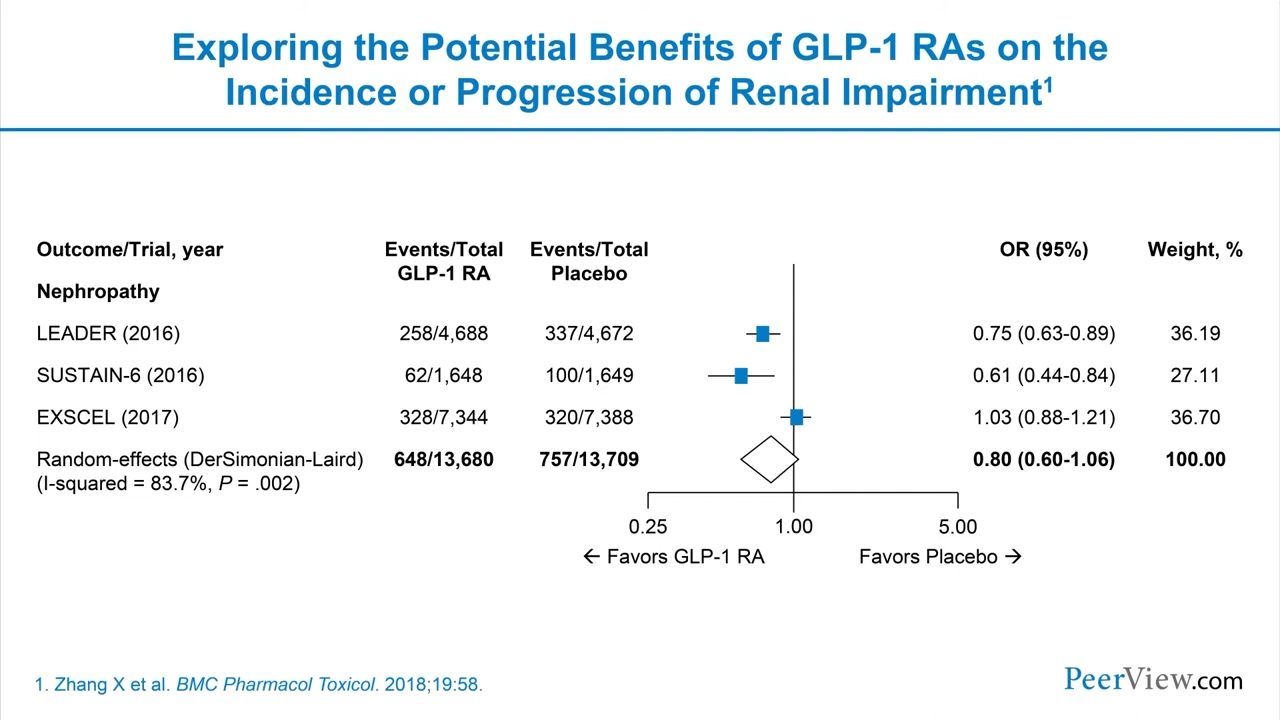 Exploring the Potential Benefits of GLP-1 RAs on the
Incidence or Progression of Renal Impairment1
Outcome/Trial, year Events/Total Events/Total OR (95%) Weight, %
GLP-1 RA Placebo
Nephropathy
LEADER (2016) 258/4,688 337/4,672 0.75 (0.63-0.89) 36.19
SUSTAIN-6 (2016) 62/1,648 100/1,649 0.61 (0.44-0.84) 27.11
EXSCEL (2017) 328/7,344 320/7,388 1.03 (0.88-1.21) 36.70
Random-effects (DerSimonian-Laird) 648/13,680 757/13,709 0.80 (0.60-1.06) 100.00
(I-squared = 83.7%, P = .002)
0.25 1.00 5.00
← Favors GLP-1 RA Favors Placebo →
1. Zhang X et al. BMC Pharmacol Toxicol. 2018;19:58.
PeerView.com